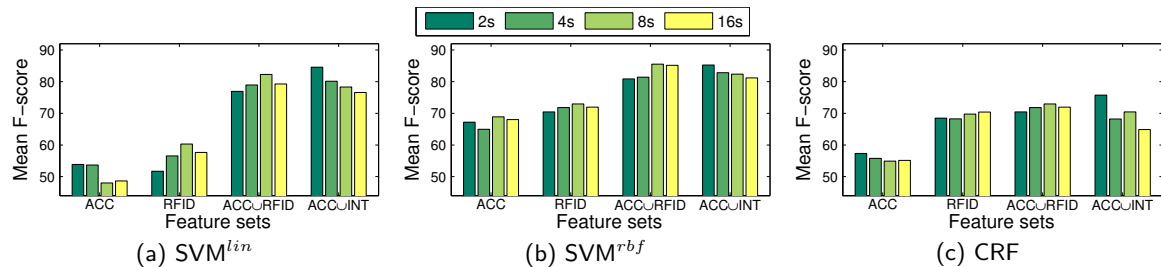 2s 4s 8s 16s
90
80
70
60
50
Mean F−score
ACC RFID ACC∪RFID ACC∪INT
Feature sets
(a) SVM^{lin}
90
80
70
60
50
Mean F−score
ACC RFID ACC∪RFID ACC∪INT
Feature sets
(b) SVM^{rbf}
90
80
70
60
50
Mean F−score
ACC RFID ACC∪RFID ACC∪INT
Feature sets
(c) CRF